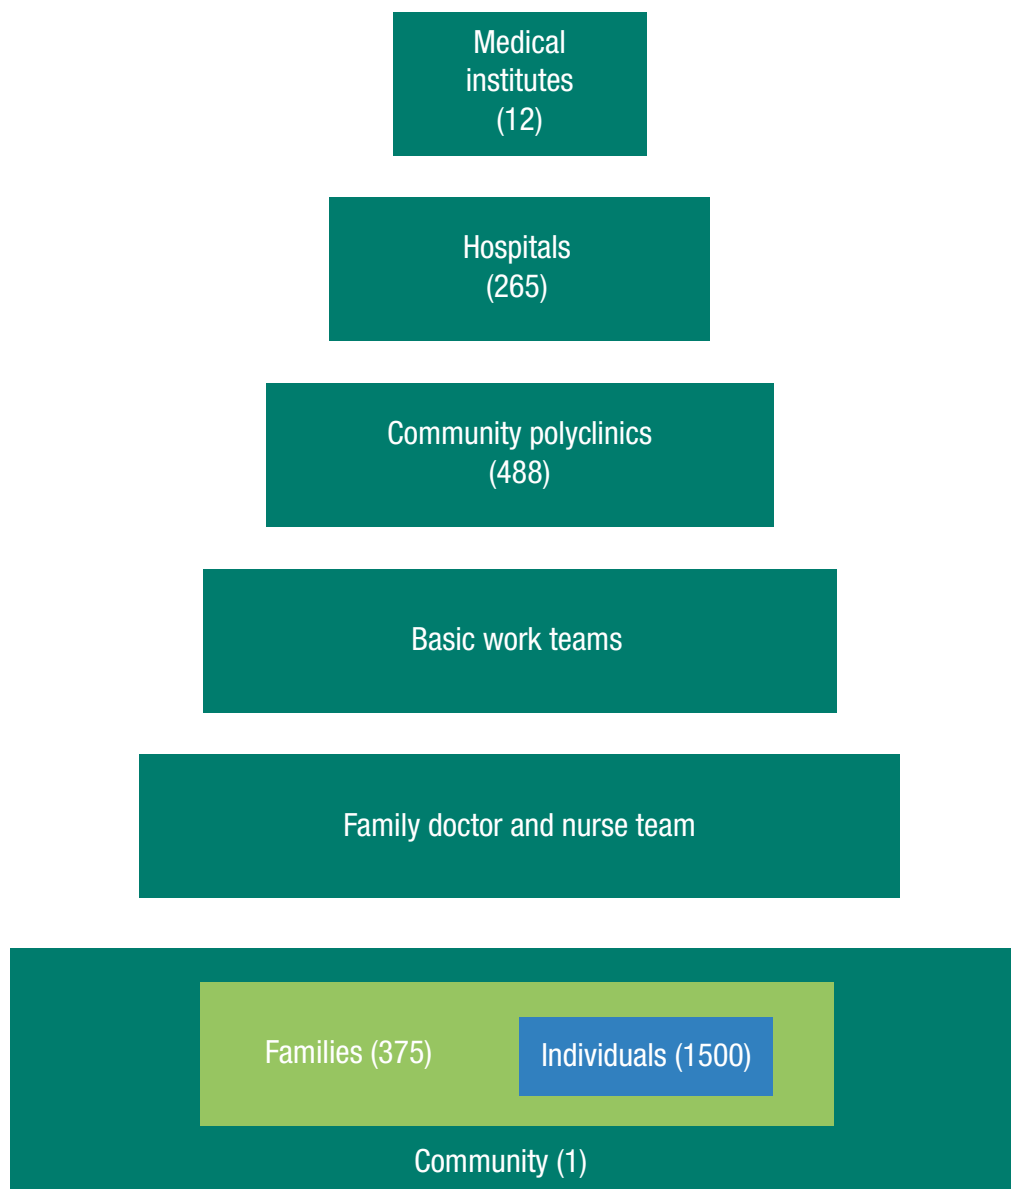 Medical
institutes
(12)
Hospitals
(265)
Community polyclinics
(488)
Basic work teams
Family doctor and nurse team
Families (375)
Individuals (1500)
Community (1)